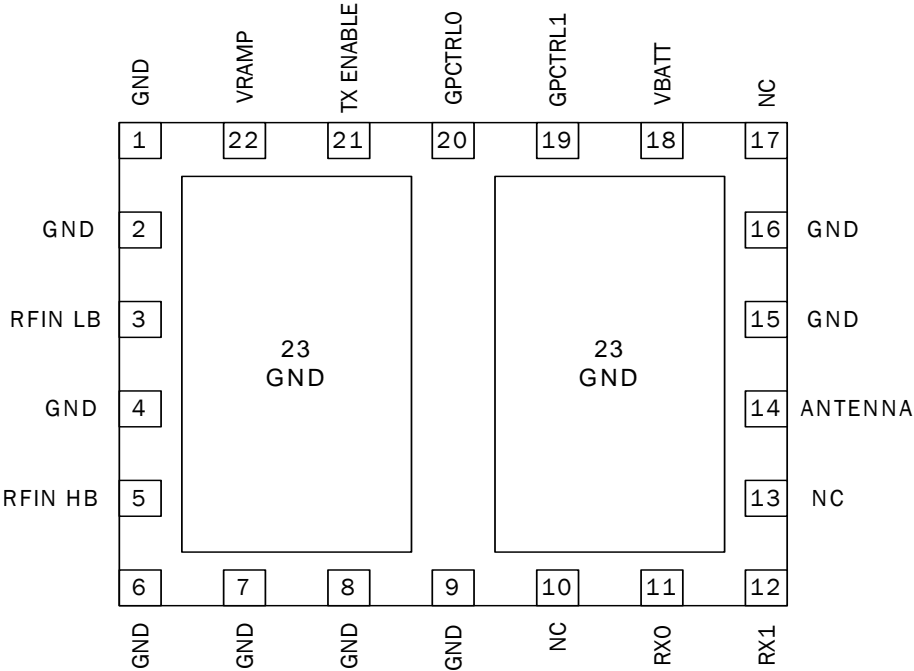 GND
VRAMP
TX ENABLE
GPCTRL0
GPCTRL1
VBATT
NC
1
22
21
20
19
18
17
GND
2
16
GND
RFIN LB
3
15
GND
23
GND
23
GND
GND
4
14
ANTENNA
RFIN HB
5
13
NC
6
7
8
9
10
11
12
GND
GND
GND
GND
NC
RX0
RX1